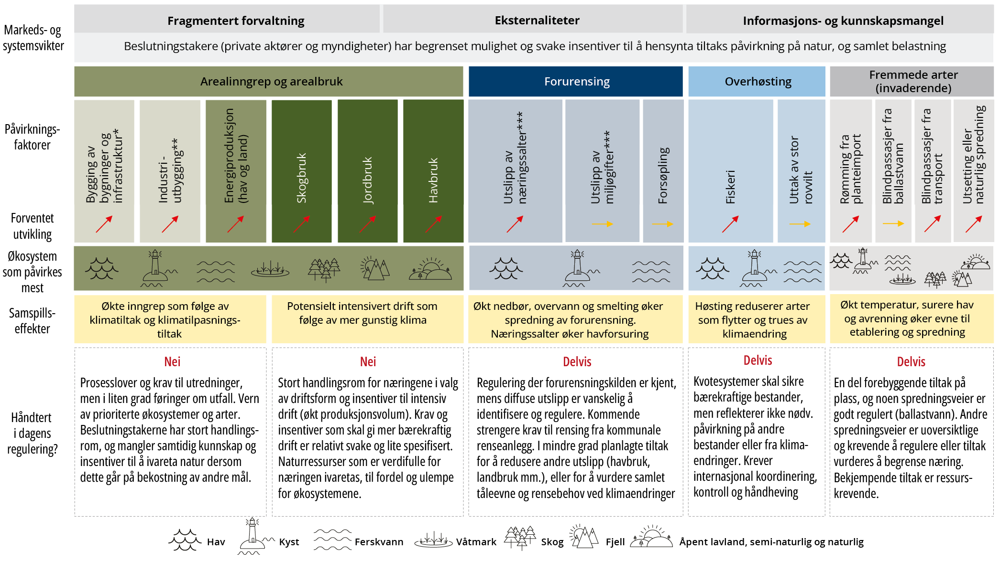 Markeds- og
systemsvikter
Fragmentert forvaltning
Eksternaliteter
Informasjons- og kunnskapsmangel
Beslutningstakere (private aktører og myndigheter) har begrenset mulighet og svake insentiver til å hensynta tiltaks påvirkning på natur, og samlet belastning
Påvirknings-
faktorer
Arealinngrep og arealbruk
Forurensing
Overhøsting
Fremmede arter
(invaderende)
Bygging av
bygninger og
infrastruktur*
Industri -
utbygging**
Energiproduksjon
(hav og land)
Skogbruk
Jordbruk
Havbruk
Utslipp av
næringssalter***
Utslipp av
miljøgifter***
Forsøpling
Fiskeri
Uttak av stor
rovvilt
Rømming fra
planteimport
Blindpassasjer fra
ballastvann
Blindpassasjer fra
transport
Utsetting eller
naturlig spredning
Forventet
utvikling
Økosystem
som påvirkes
mest
Samspills-
effekter
Økte inngrep som følge av
klimatiltak og klimatilpasnings-
tiltak
Potensielt intensivert drift som
følge av mer gunstig klima
Økt nedbør, overvann og smelting øker
spredning av forurensning.
Næringssalter øker havforsuring
Høsting reduserer arter
som flytter og trues av
klimaendring
Økt temperatur, surere hav
og avrenning øker evne til
etablering og spredning
Håndtert
i dagens
regulering?
Nei
Prosesslover og krav til utredninger,
men i liten grad føringer om utfall. Vern
av prioriterte økosystemer og arter.
Beslutningstakerne har stort handlings-
rom, og mangler samtidig kunnskap og
insentiver til å ivareta natur dersom
dette går på bekostning av andre mål.
Nei
Stort handlingsrom for næringene i valg
av driftsform og insentiver til intensiv
drift (økt produksjonsvolum). Krav og
insentiver som skal gi mer bærekraftig
drift er relativt svake og lite spesifisert.
Naturressurser som er verdifulle for
næringen ivaretas, til fordel og ulempe
for økosystemene.
Delvis
Regulering der forurensningskilden er kjent,
mens diffuse utslipp er vanskelig å
identifisere og regulere. Kommende
strengere krav til rensing fra kommunale
renseanlegg. I mindre grad planlagte tiltak
for å redusere andre utslipp (havbruk,
landbruk mm.), eller for å vurdere samlet
tåleevne og rensebehov ved klimaendringer
Delvis
Kvotesystemer skal sikre
bærekraftige bestander,
men reflekterer ikke nødv.
påvirkning på andre
bestander eller fra klima-
endringer. Krever
internasjonal koordinering,
kontroll og håndheving
Delvis
En del forebyggende tiltak på
plass, og noen spredningsveier er
godt regulert (ballastvann). Andre
spredningsveier er uoversiktlige
og krevende å regulere eller tiltak
vurderes å begrense næring.
Bekjempende tiltak er ressurs-
krevende.
Hav
Kyst
Ferskvann
Våtmark
Skog
Fjell
Åpent lavland, semi-naturlig og naturlig